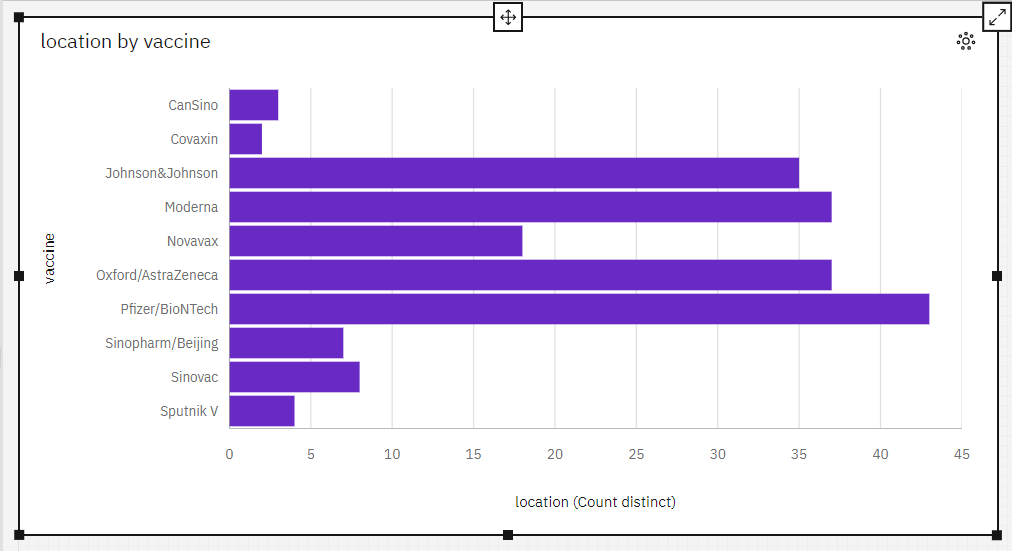 location by vaccine
CanSino
Covaxin
Johnson&Johnson
Moderna
Novavax
Oxford/AstraZeneca
Pfizer/BioNTech
Sinopharm/Beijing
Sinovac
Sputnik V
vaccine
0 5 10 15 20 25 30 35 40 45
location (Count distinct)